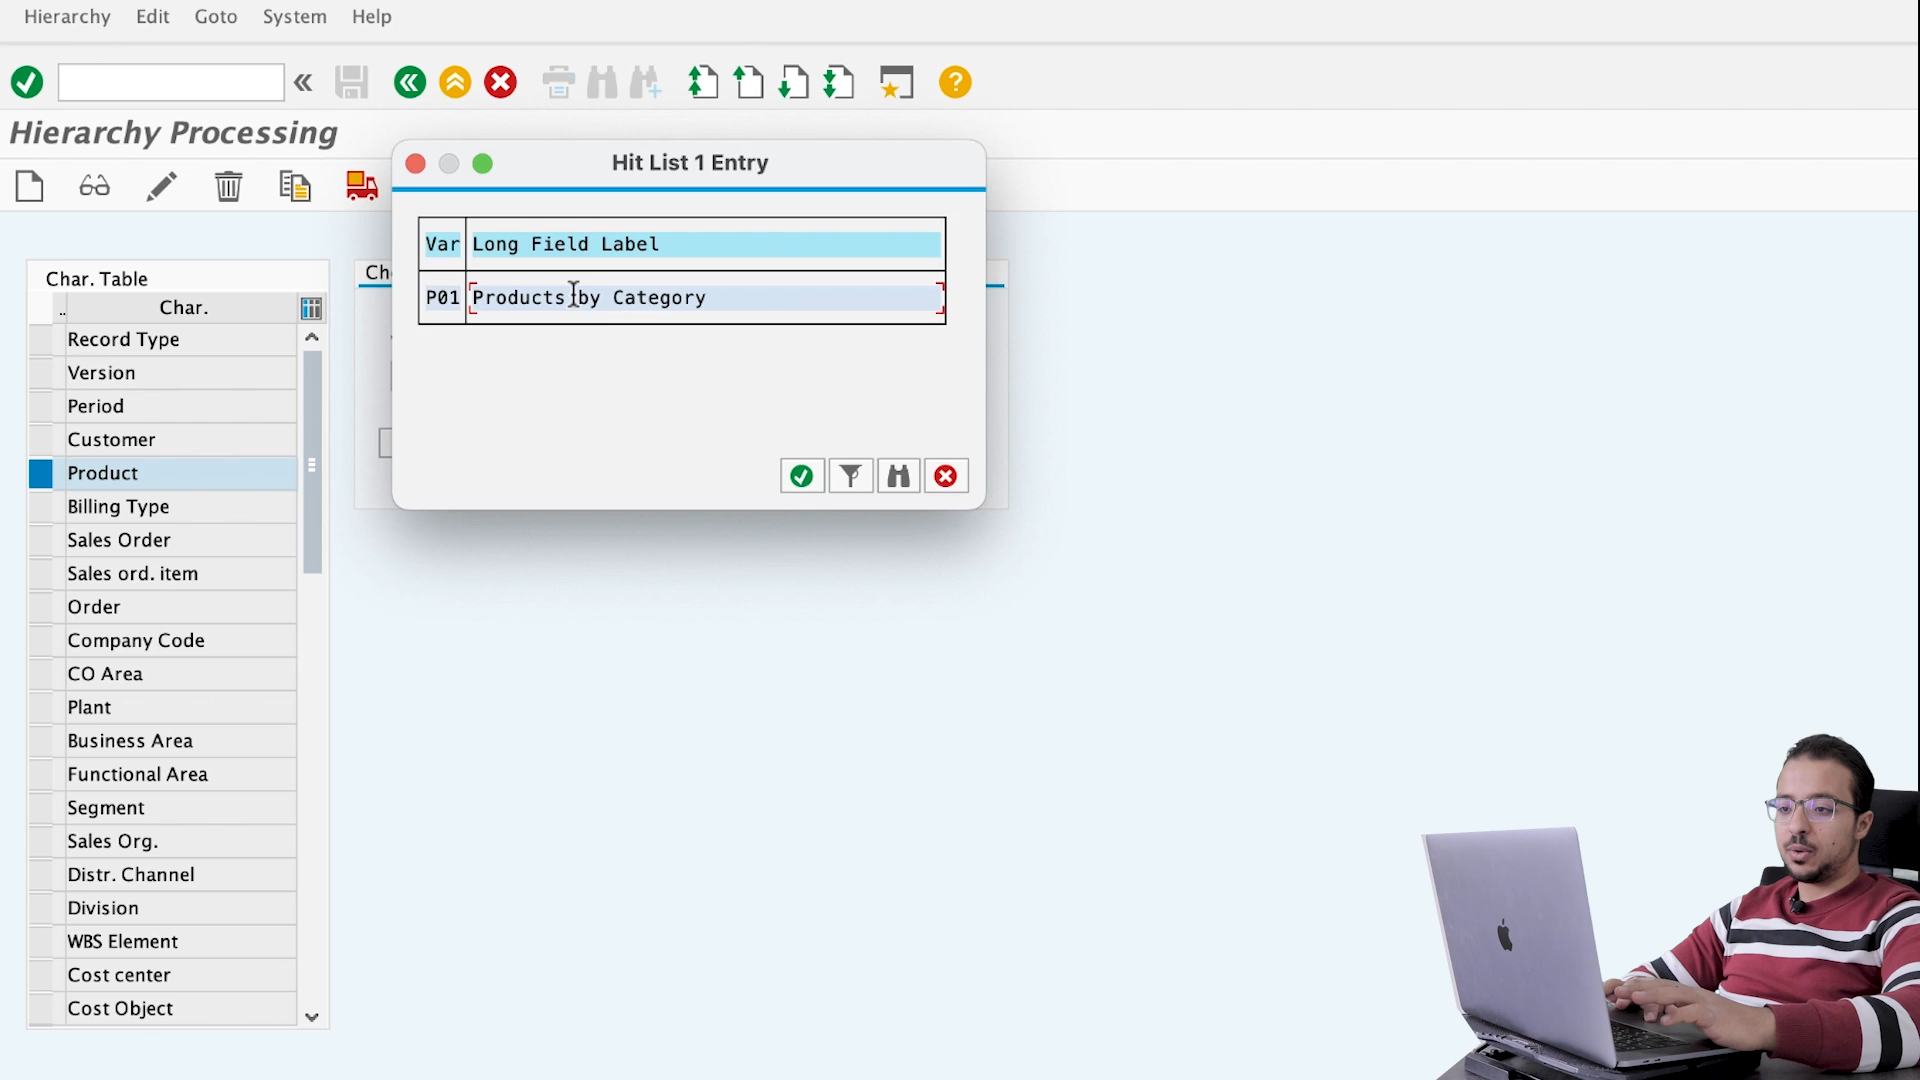 Hierarchy Edit Goto System Help
Hierarchy Processing
Hit List 1 Entry
Var Long Field Label
P01 Products by Category
Ch
Char. Table
.. Char.
Record Type
Version
Period
Customer
Product
Billing Type
Sales Order
Sales ord. item
Order
Company Code
CO Area
Plant
Business Area
Functional Area
Segment
Sales Org.
Distr. Channel
Division
WBS Element
Cost center
Cost Object